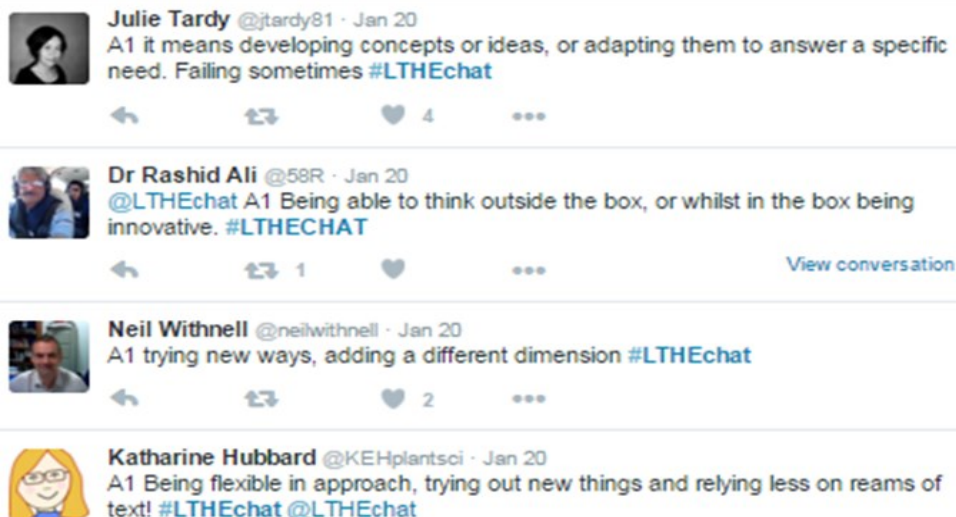 Julie Tardy @jtardy81 · Jan 20
A1 it means developing concepts or ideas, or adapting them to answer a specific
need. Failing sometimes #LTHEchat
4
Dr Rashid Ali @58R · Jan 20
@LTHEchat A1 Being able to think outside the box, or whilst in the box being
innovative. #LTHECHAT
1
View conversation
Neil Withnell @neilwithnell · Jan 20
A1 trying new ways, adding a different dimension #LTHEchat
2
Katharine Hubbard @KEHplantsci · Jan 20
A1 Being flexible in approach, trying out new things and relying less on reams of
text! #LTHEchat @LTHEchat